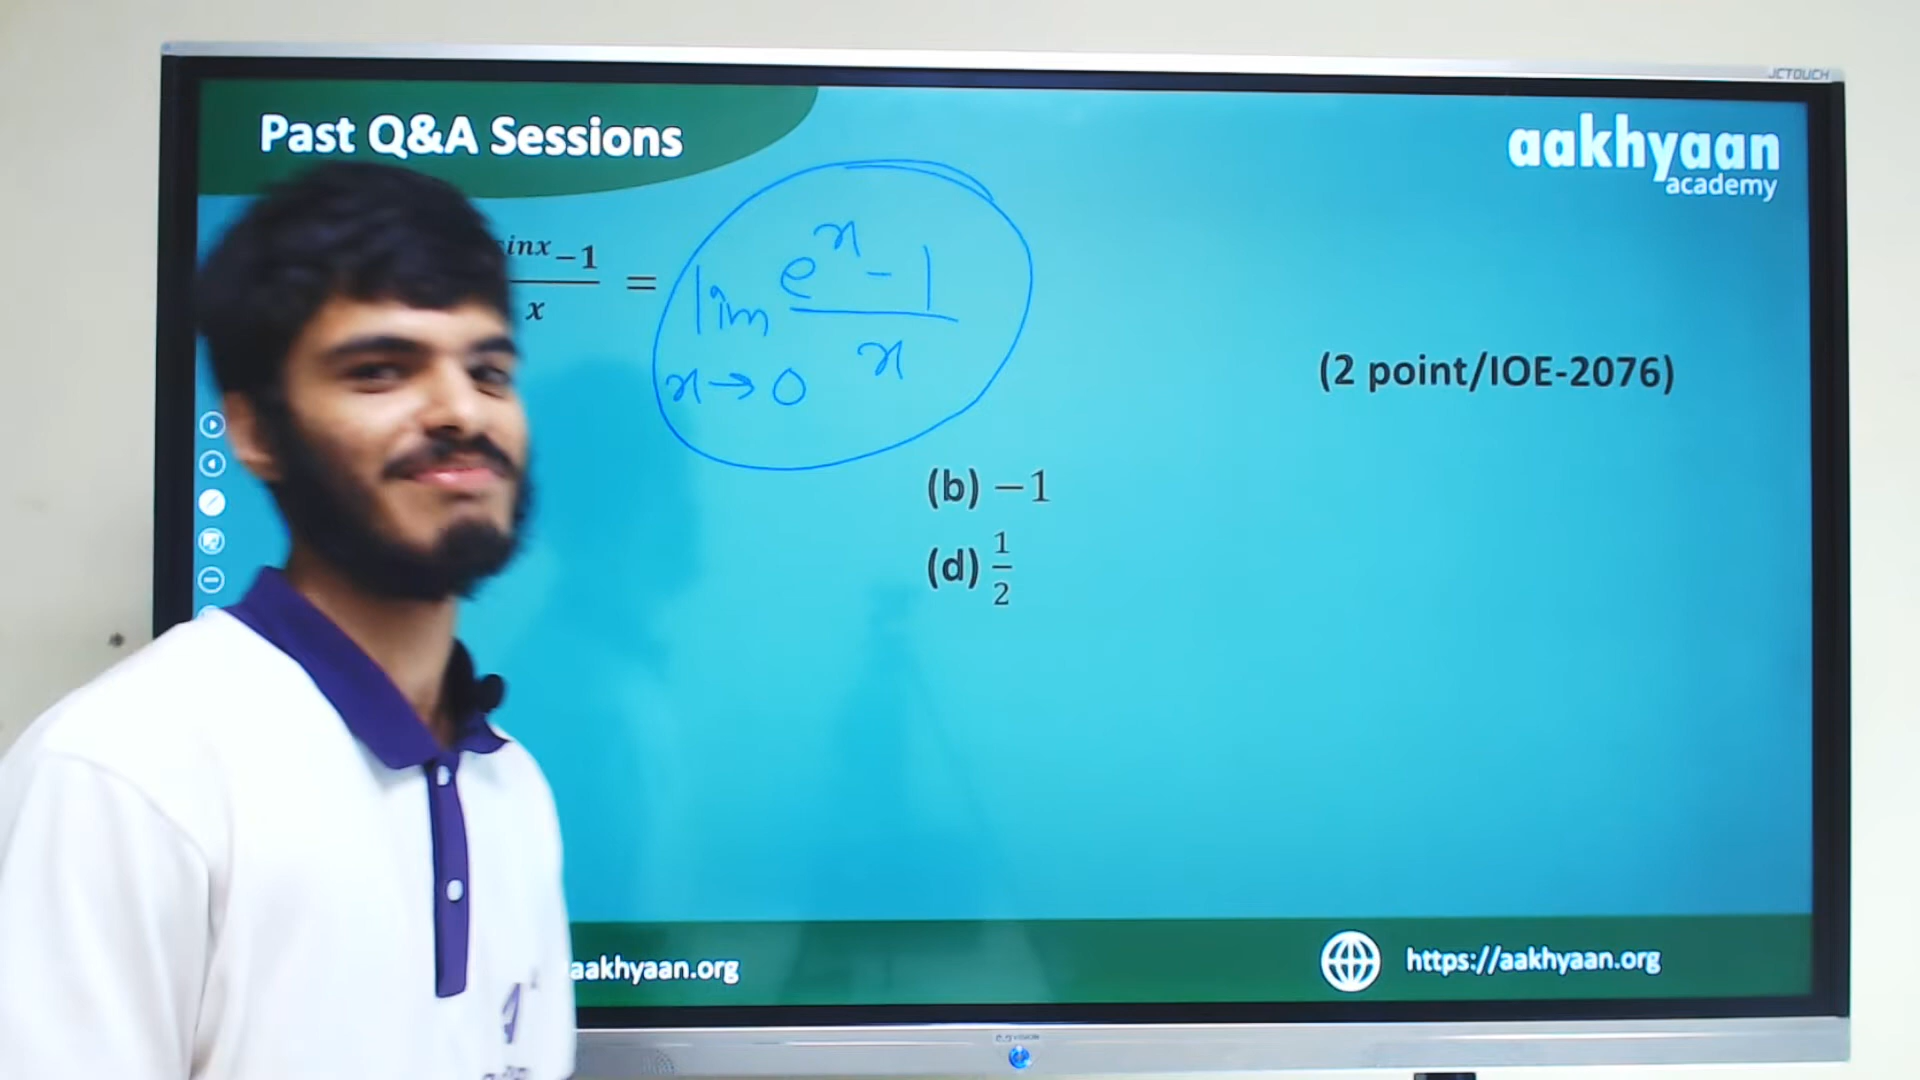 JCTOUCH
Past Q&A Sessions
aakhyaan
academy
inx − 1
x
=
lim e^x − 1
x → 0 x
(2 point/IOE-2076)
(b) −1
(d) 1/2
aakhyaan.org
https://aakhyaan.org